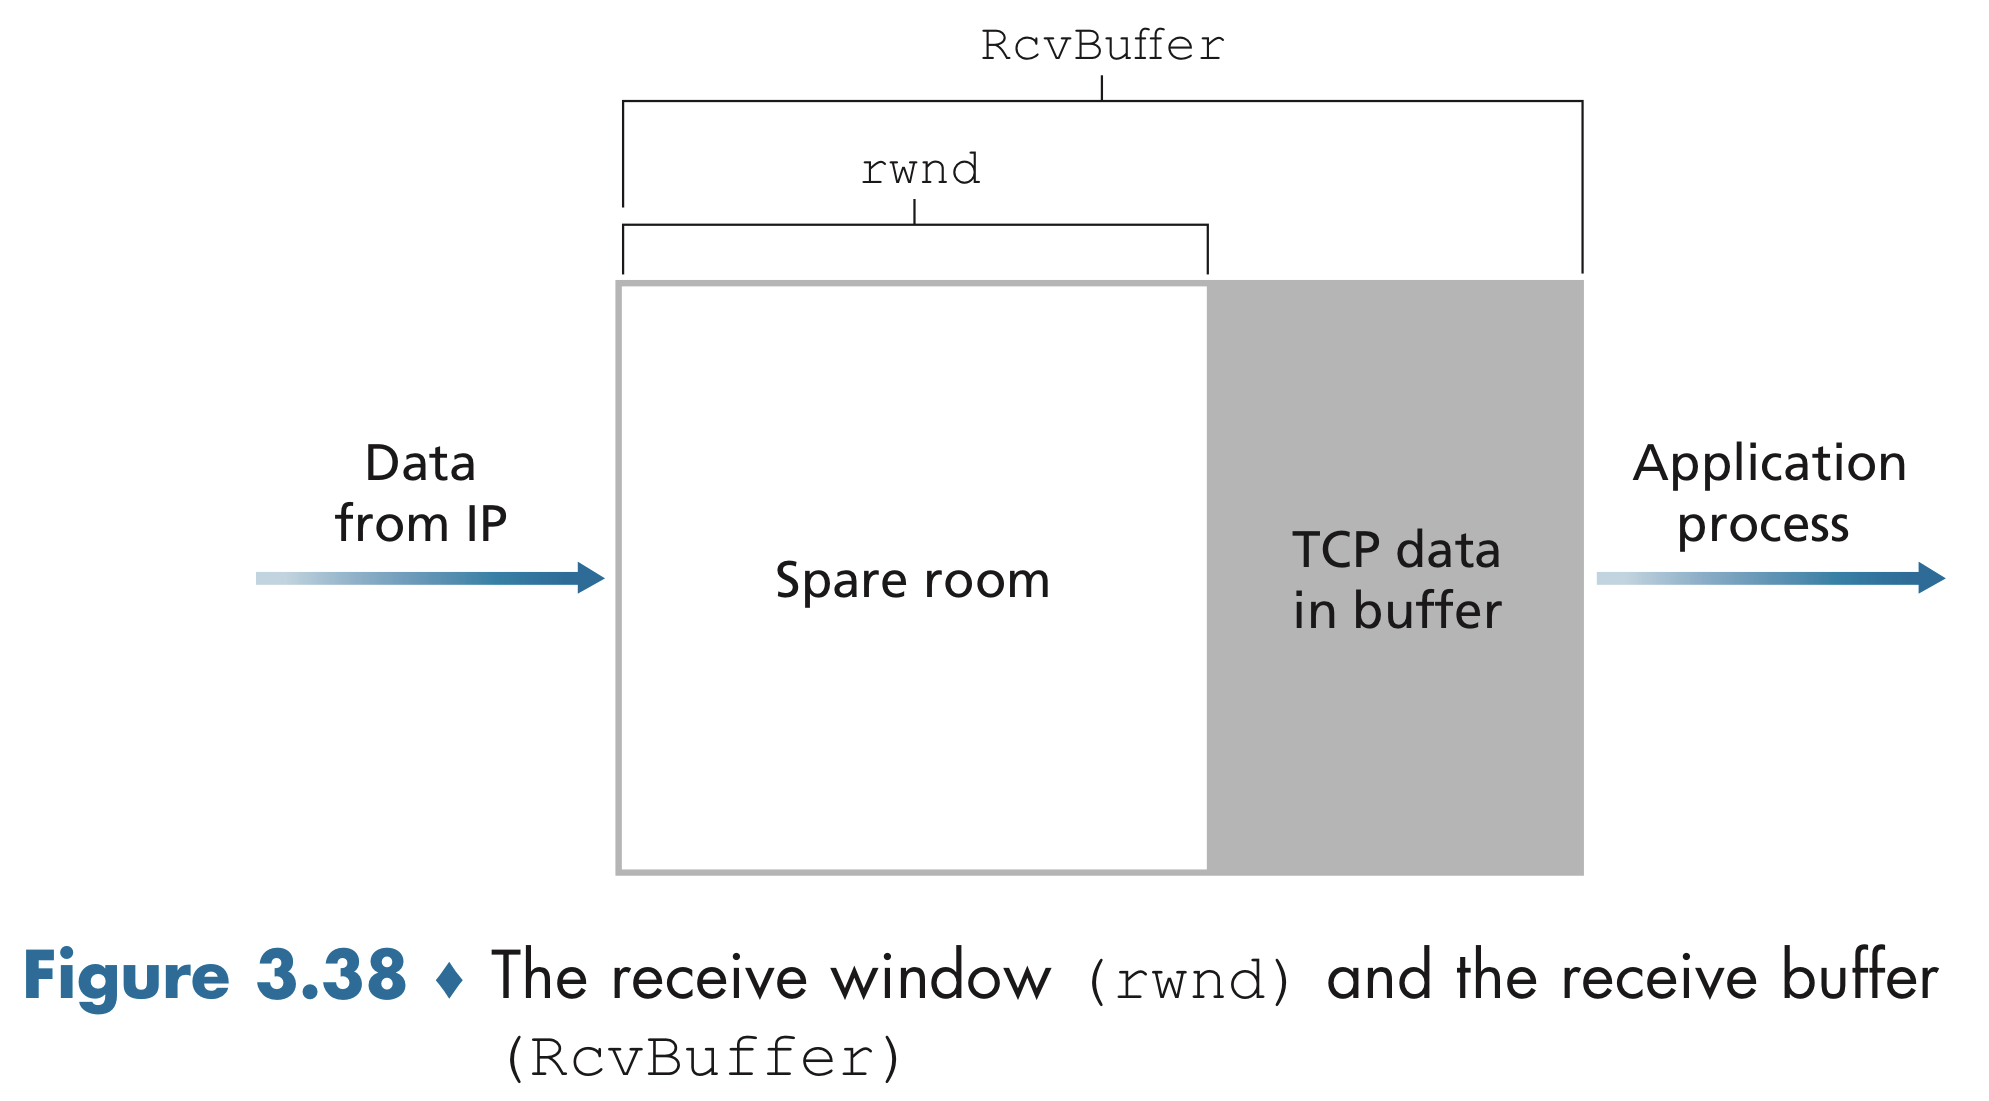 RcvBuffer
rwnd
Data
from IP
Spare room
TCP data
in buffer
Application
process
Figure 3.38 ♦ The receive window (rwnd) and the receive buffer
(RcvBuffer)